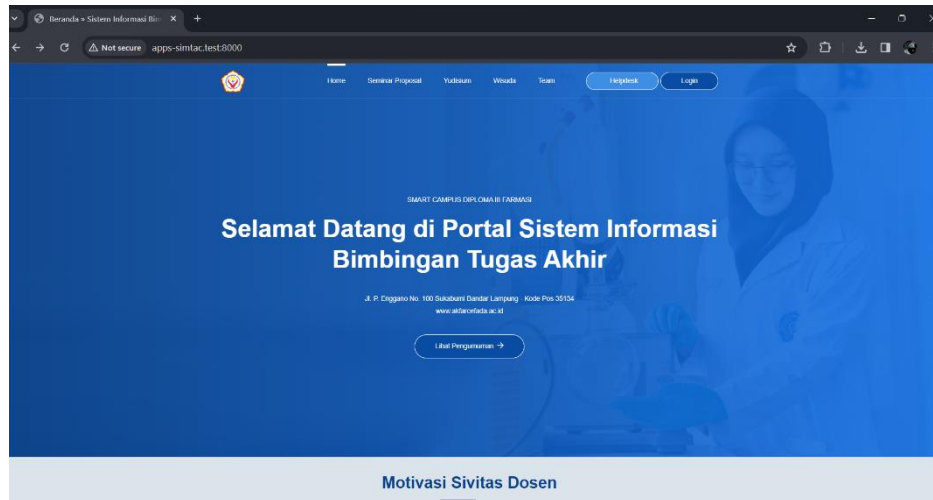 Beranda » Sistem Informasi Bim
Not secure apps-simtac.test:8000
Home Seminar Proposal Yudisium Wisuda Team Helpdesk Login
SMART CAMPUS DIPLOMA III FARMASI
Selamat Datang di Portal Sistem Informasi
Bimbingan Tugas Akhir
Jl. P. Enggano No. 100 Sukabumi Bandar Lampung - Kode Pos 35134
www.akfarcefada.ac.id
Lihat Pengumuman →
Motivasi Sivitas Dosen